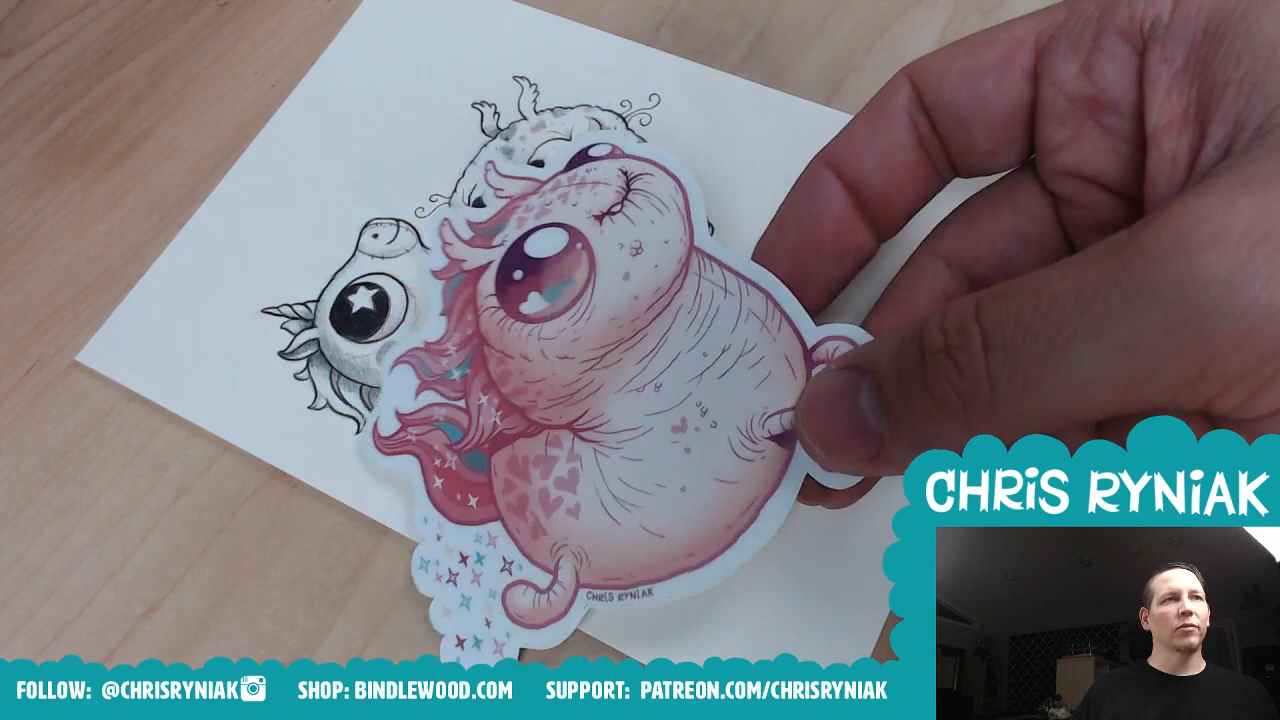 CHRIS RYNIAK
CHRIS RYNIAK
FOLLOW: @CHRISRYNIAK SHOP: BINDLEWOOD.COM SUPPORT: PATREON.COM/CHRISRYNIAK